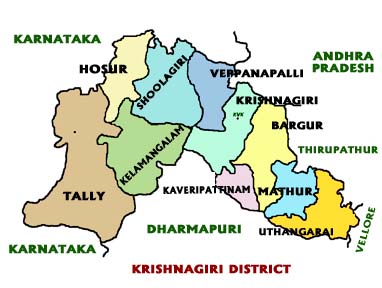 KARNATAKA
ANDHRA
PRADESH
HOSUR
SHOOLAGIRI
VEPPANAPALLI
KRISHNAGIRI
BARGUR
THIRUPATHUR
KELAMANGALAM
TALLY
KAVERIPATTINAM
MATHUR
DHARMAPURI
UTHANGARAI
VELLORE
KARNATAKA
KRISHNAGIRI DISTRICT